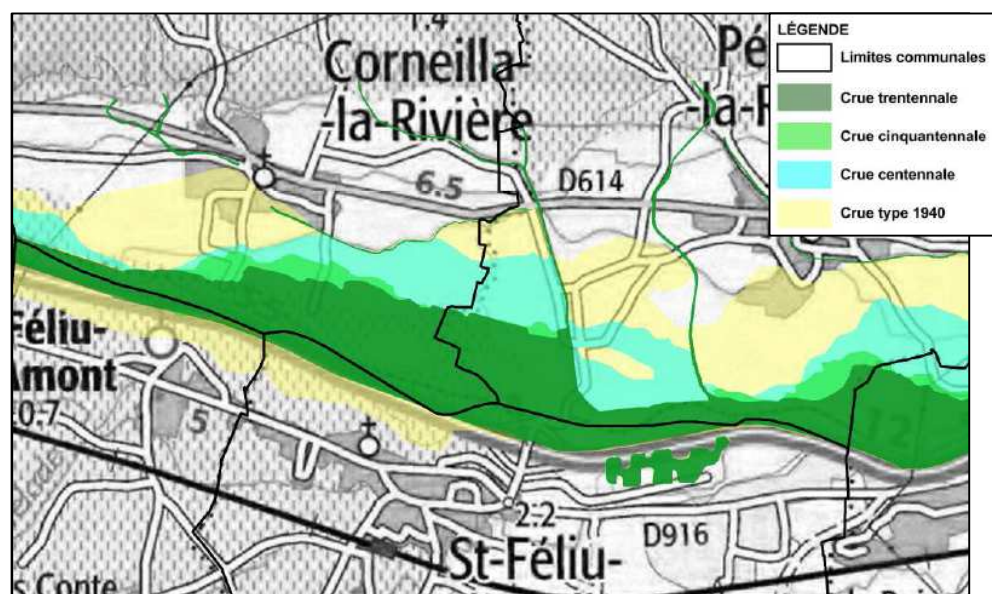 1.4
Corneilla-
-la-Rivière
Pé
-la-R
6.5
D614
LÉGENDE
Limites communales
Crue trentennale
Crue cinquantennale
Crue centennale
Crue type 1940
Féliu-
Amont
0.7
5
12
2.2
D916
St-Féliu-
s Conte